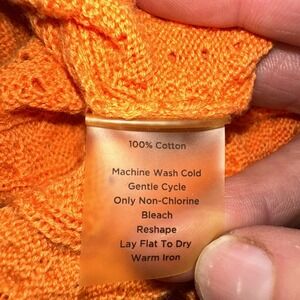 100% Cotton
Machine Wash Cold
Gentle Cycle
Only Non-Chlorine
Bleach
Reshape
Lay Flat To Dry
Warm Iron